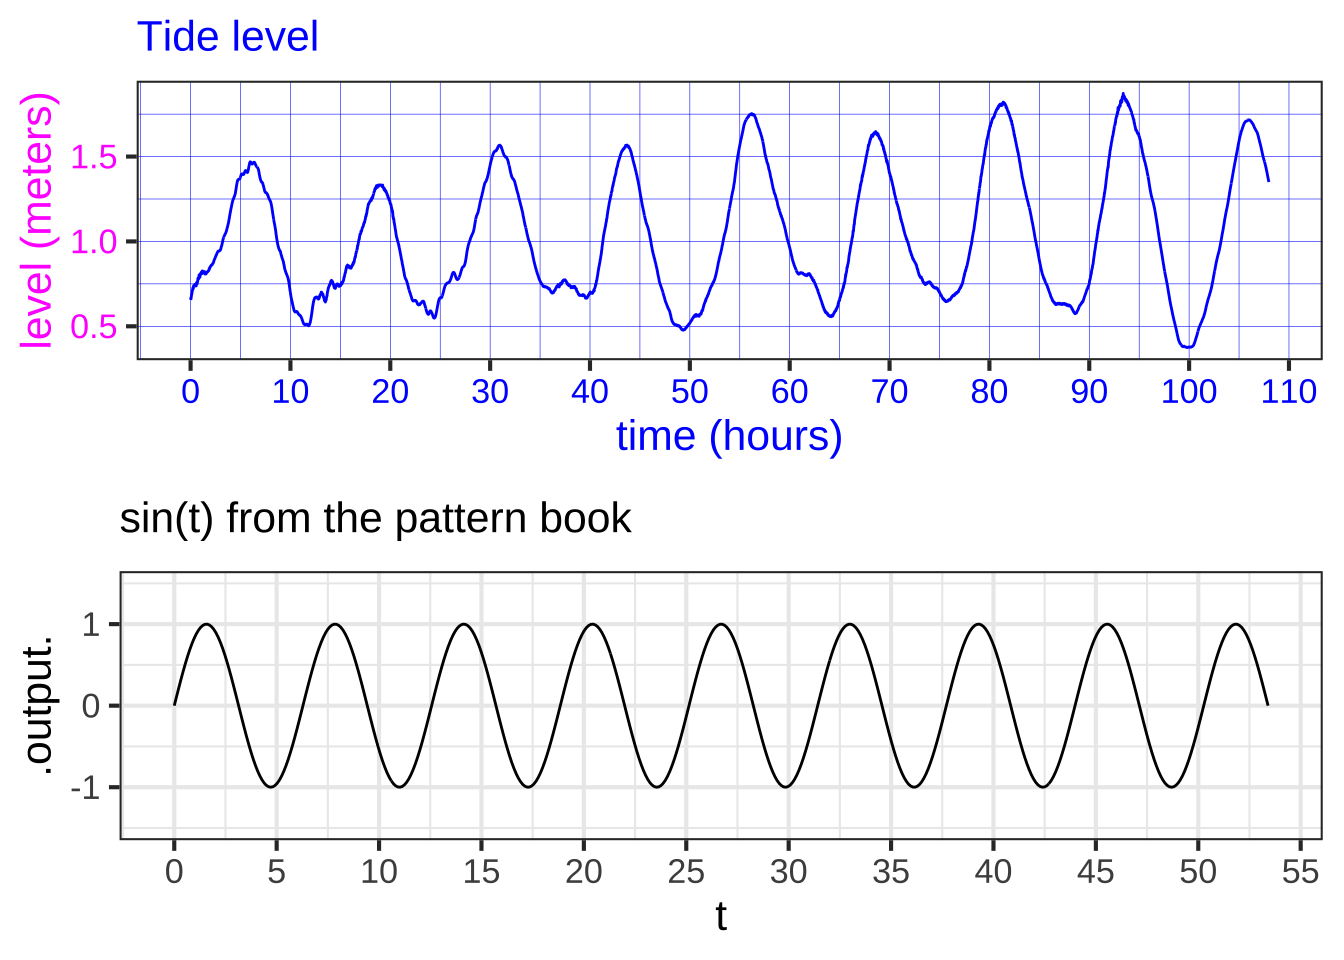 Tide level
level (meters)
1.5
1.0
0.5
0 10 20 30 40 50 60 70 80 90 100 110
time (hours)
sin(t) from the pattern book
.output.
1
0
-1
0 5 10 15 20 25 30 35 40 45 50 55
t